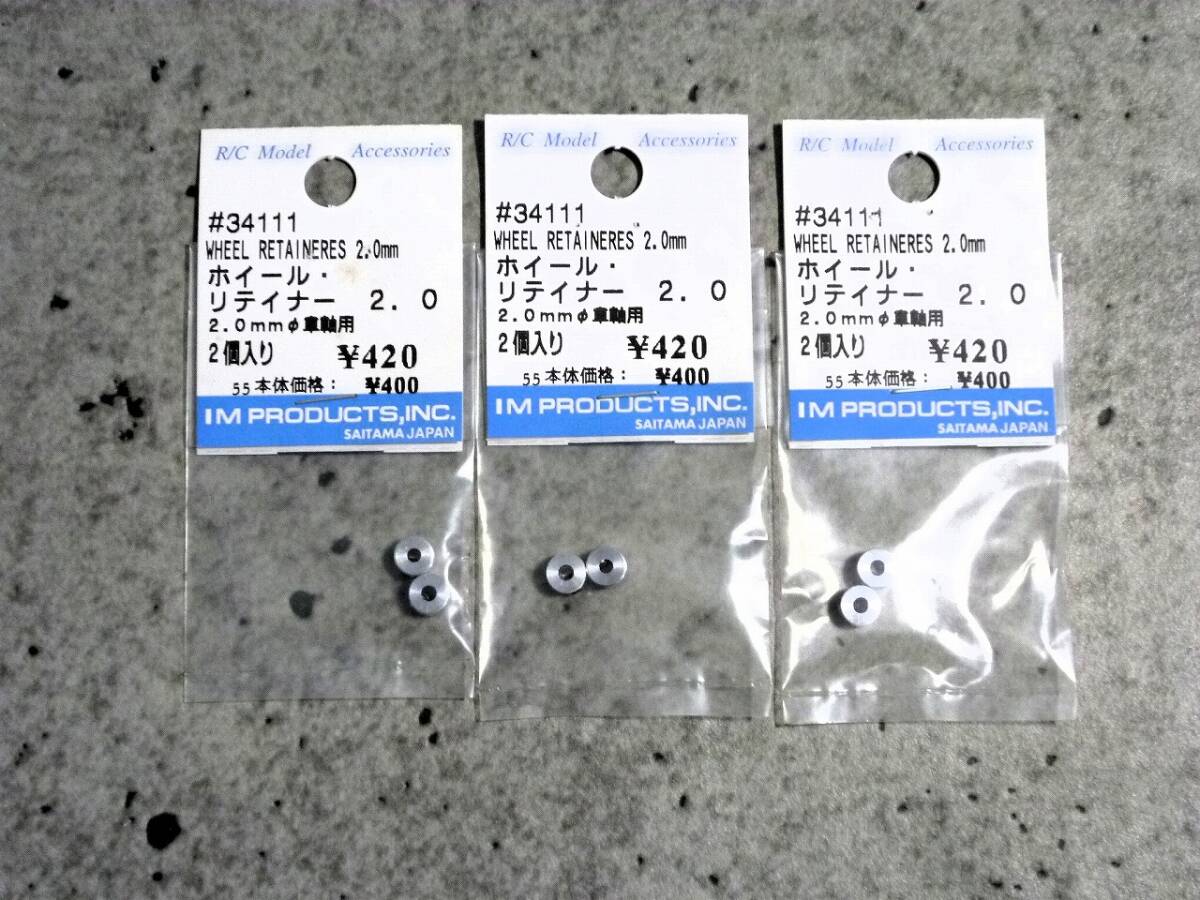 R/C Model Accessories
#34111
WHEEL RETAINERES 2.0mm
ホイール・
リテイナー 2.0
2.0mmφ車軸用
2個入り ¥420
55本体価格: ¥400
IM PRODUCTS,INC.
SAITAMA JAPAN
R/C Model Accessories
#34111
WHEEL RETAINERES 2.0mm
ホイール・
リテイナー 2.0
2.0mmφ車軸用
2個入り ¥420
55本体価格: ¥400
IM PRODUCTS,INC.
SAITAMA JAPAN
R/C Model Accessories
#34111
WHEEL RETAINERES 2.0mm
ホイール・
リテイナー 2.0
2.0mmφ車軸用
2個入り ¥420
55本体価格: ¥400
IM PRODUCTS,INC.
SAITAMA JAPAN